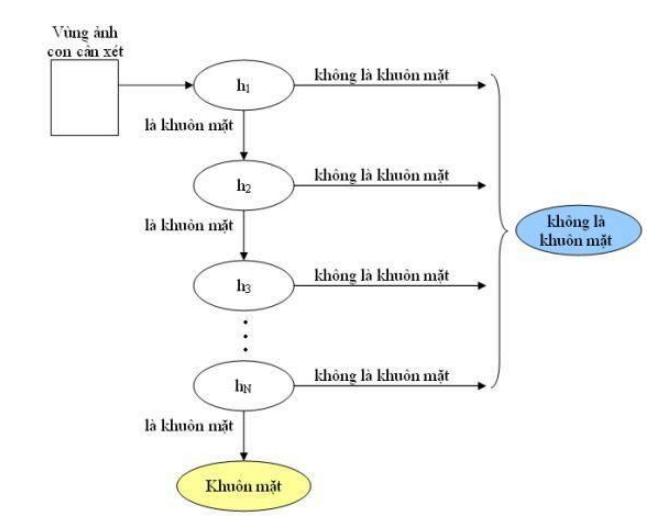 Vùng ảnh
con cần xét
h₁
không là khuôn mặt
là khuôn mặt
h₂
không là khuôn mặt
là khuôn mặt
không là
khuôn mặt
h₃
không là khuôn mặt
hN
không là khuôn mặt
là khuôn mặt
Khuôn mặt